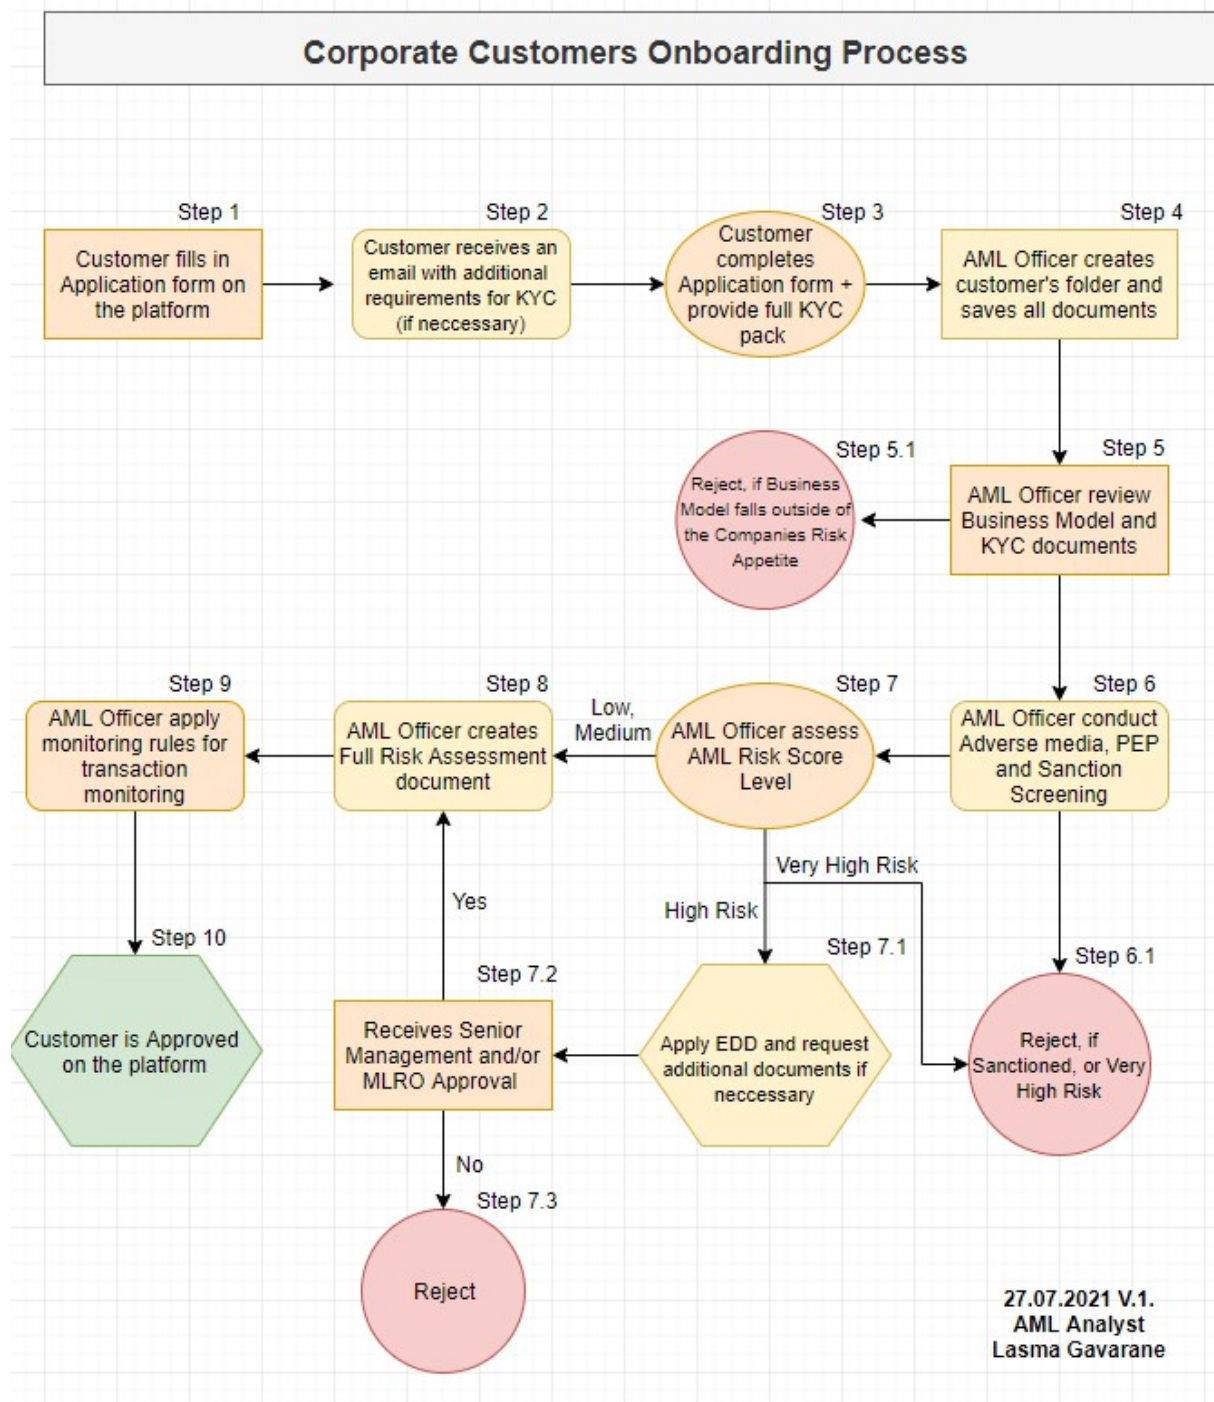 Corporate Customers Onboarding Process
Step 1
Customer fills in
Application form on
the platform
Step 2
Customer receives an
email with additional
requirements for KYC
(if neccessary)
Step 3
Customer
completes
Application form +
provide full KYC
pack
Step 4
AML Officer creates
customer's folder and
saves all documents
Step 5.1
Reject, if Business
Model falls outside of
the Companies Risk
Appetite
Step 5
AML Officer review
Business Model and
KYC documents
Step 9
AML Officer apply
monitoring rules for
transaction
monitoring
Step 8
AML Officer creates
Full Risk Assessment
document
Low,
Medium
Step 7
AML Officer assess
AML Risk Score
Level
Step 6
AML Officer conduct
Adverse media, PEP
and Sanction
Screening
Very High Risk
High Risk
Yes
Step 10
Customer is Approved
on the platform
Step 7.2
Receives Senior
Management and/or
MLRO Approval
Step 7.1
Apply EDD and request
additional documents if
neccessary
Step 6.1
Reject, if
Sanctioned, or Very
High Risk
No
Step 7.3
Reject
27.07.2021 V.1.
AML Analyst
Lasma Gavarane